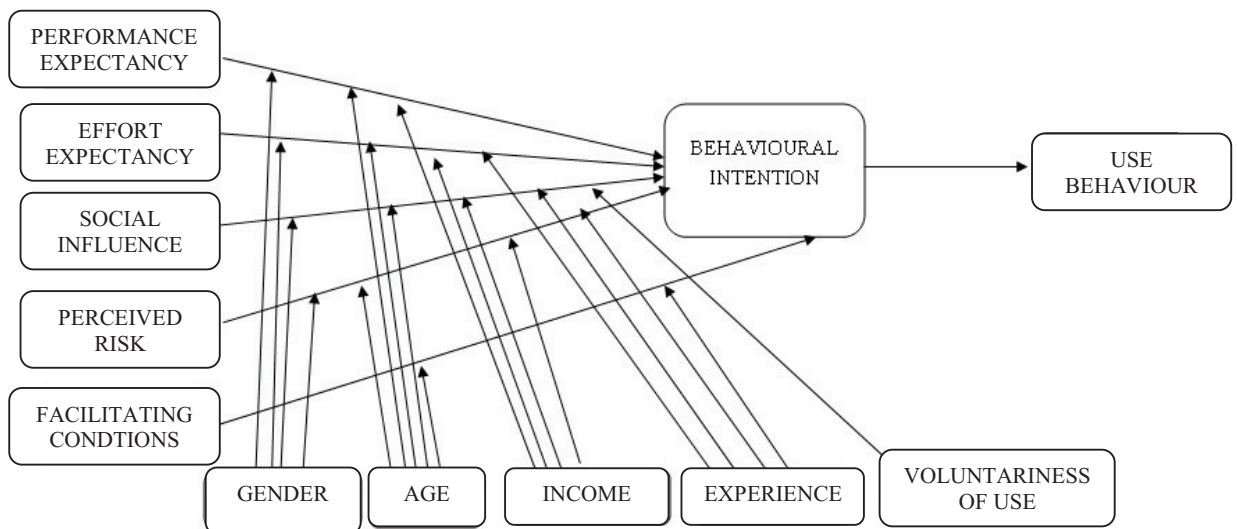 PERFORMANCE
EXPECTANCY
EFFORT
EXPECTANCY
SOCIAL
INFLUENCE
PERCEIVED
RISK
FACILITATING
CONDTIONS
BEHAVIOURAL
INTENTION
USE
BEHAVIOUR
GENDER
AGE
INCOME
EXPERIENCE
VOLUNTARINESS
OF USE